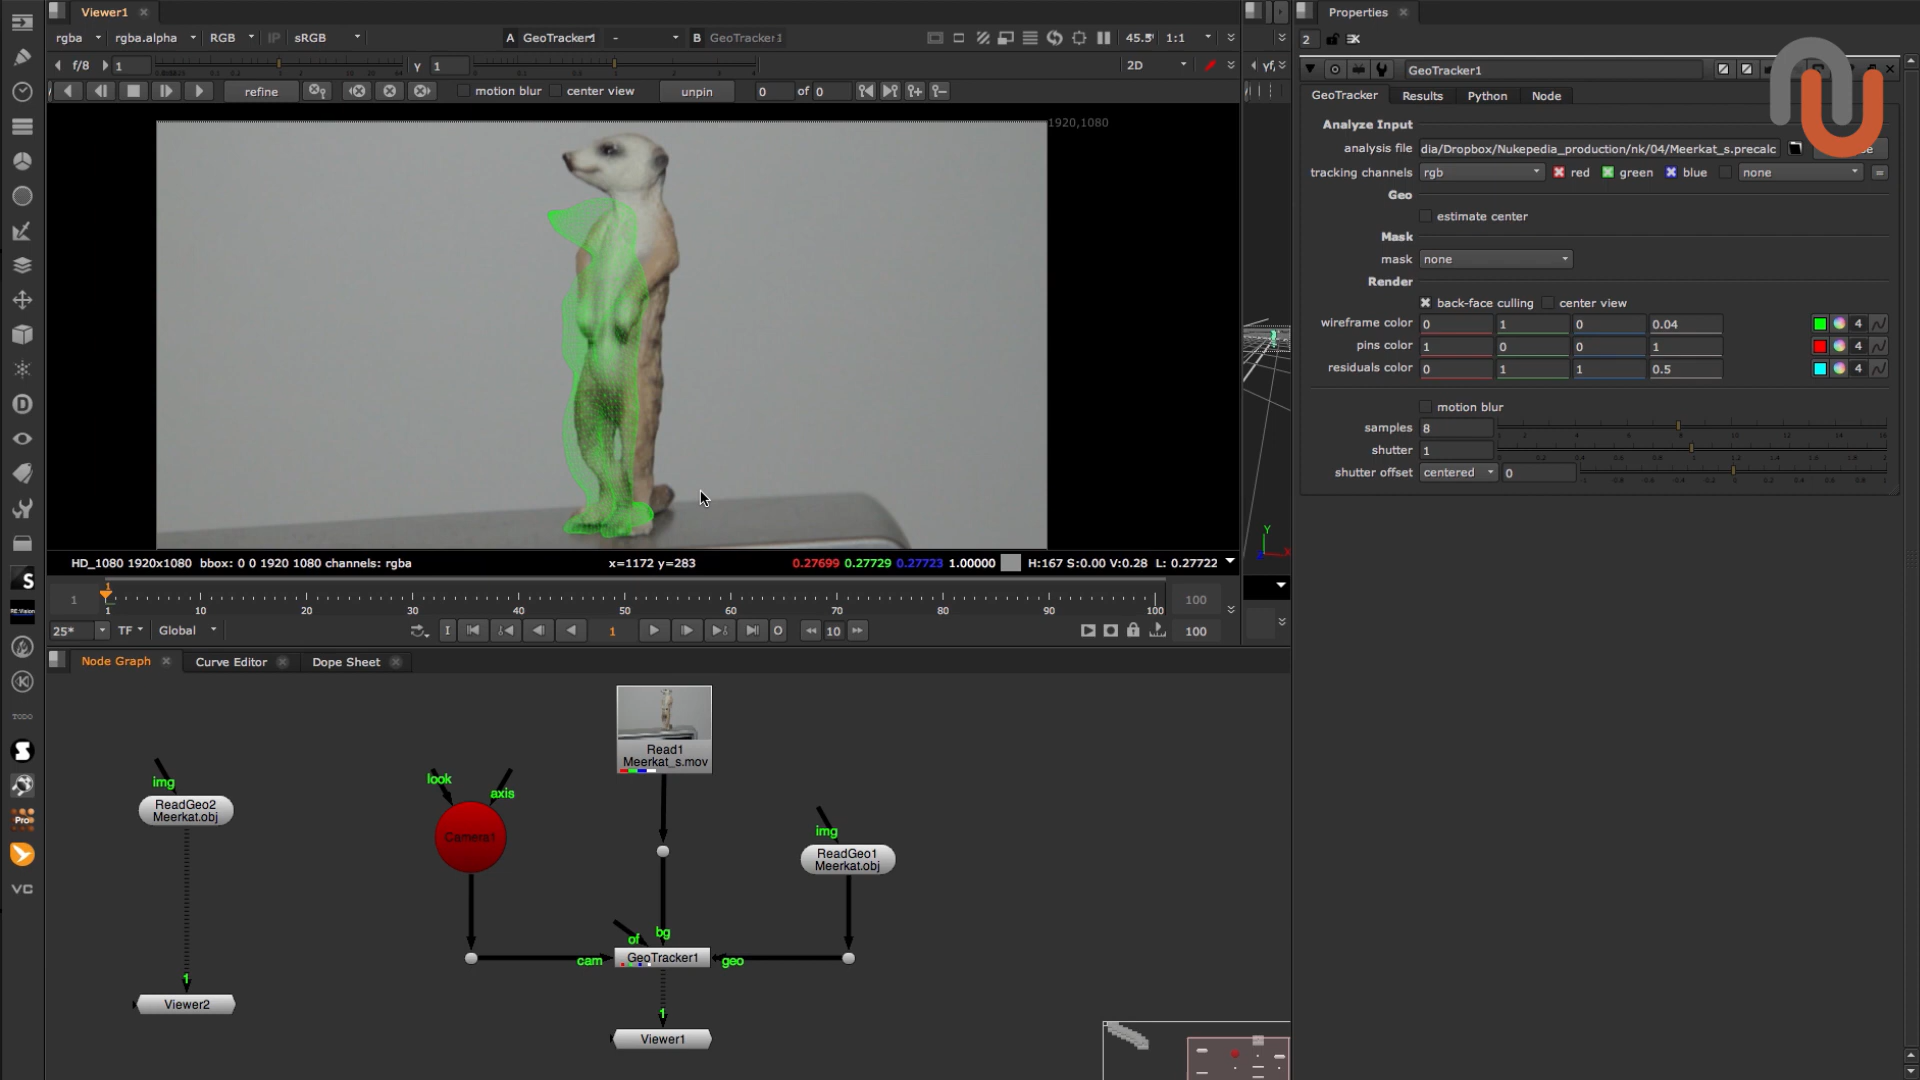 Viewer1
rgba rgba.alpha RGB IP sRGB A GeoTracker1 - B GeoTracker1 45.5 1:1
f/8 1 Y 1 2D
refine motion blur center view unpin 0 of 0
1920,1080
HD_1080 1920x1080 bbox: 0 0 1920 1080 channels: rgba x=1172 y=283 0.27699 0.27729 0.27723 1.00000 H:167 S:0.00 V:0.28 L: 0.27722
1
1 1 10 20 30 40 50 60 70 80 90 100 100
25* TF Global I 1 O 10 100
Node Graph Curve Editor Dope Sheet
Read1
Meerkat_s.mov
img
ReadGeo2
Meerkat.obj
look
axis
Camera1
img
ReadGeo1
Meerkat.obj
of
bg
cam
GeoTracker1
geo
1
Viewer2
1
Viewer1
D
S
TODO
S
K
VC
Y
Properties
2
GeoTracker1
GeoTracker Results Python Node
Analyze Input
analysis file dia/Dropbox/Nukepedia_production/nk/04/Meerkat_s.precalc
tracking channels rgb red green blue none =
Geo
estimate center
Mask
mask none
Render
back-face culling center view
wireframe color 0 1 0 0.04 4
pins color 1 0 0 1 4
residuals color 0 1 1 0.5 4
motion blur
samples 8
shutter 1
shutter offset centered 0